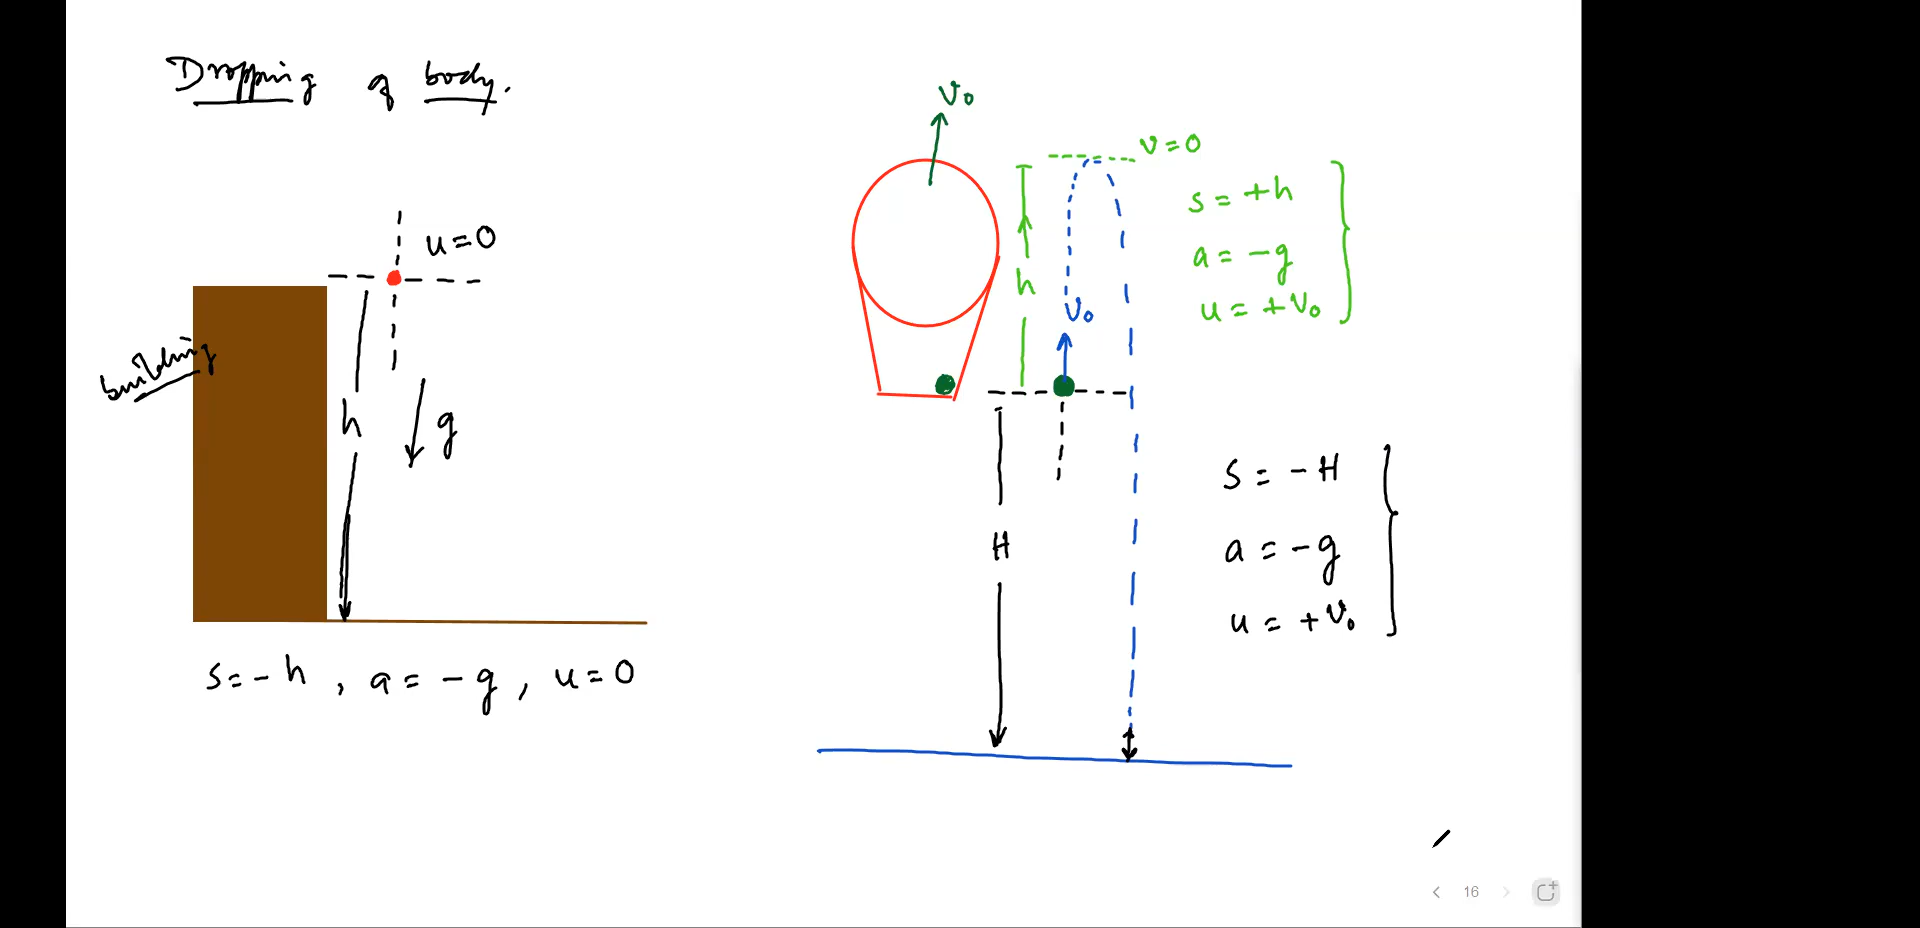 Dropping of body.
u=0
building
h
g
s=-h, a=-g, u=0
V₀
v=0
h
V₀
s=+h
a=-g
u=+V₀
H
S=-H
a=-g
u=+V₀
16